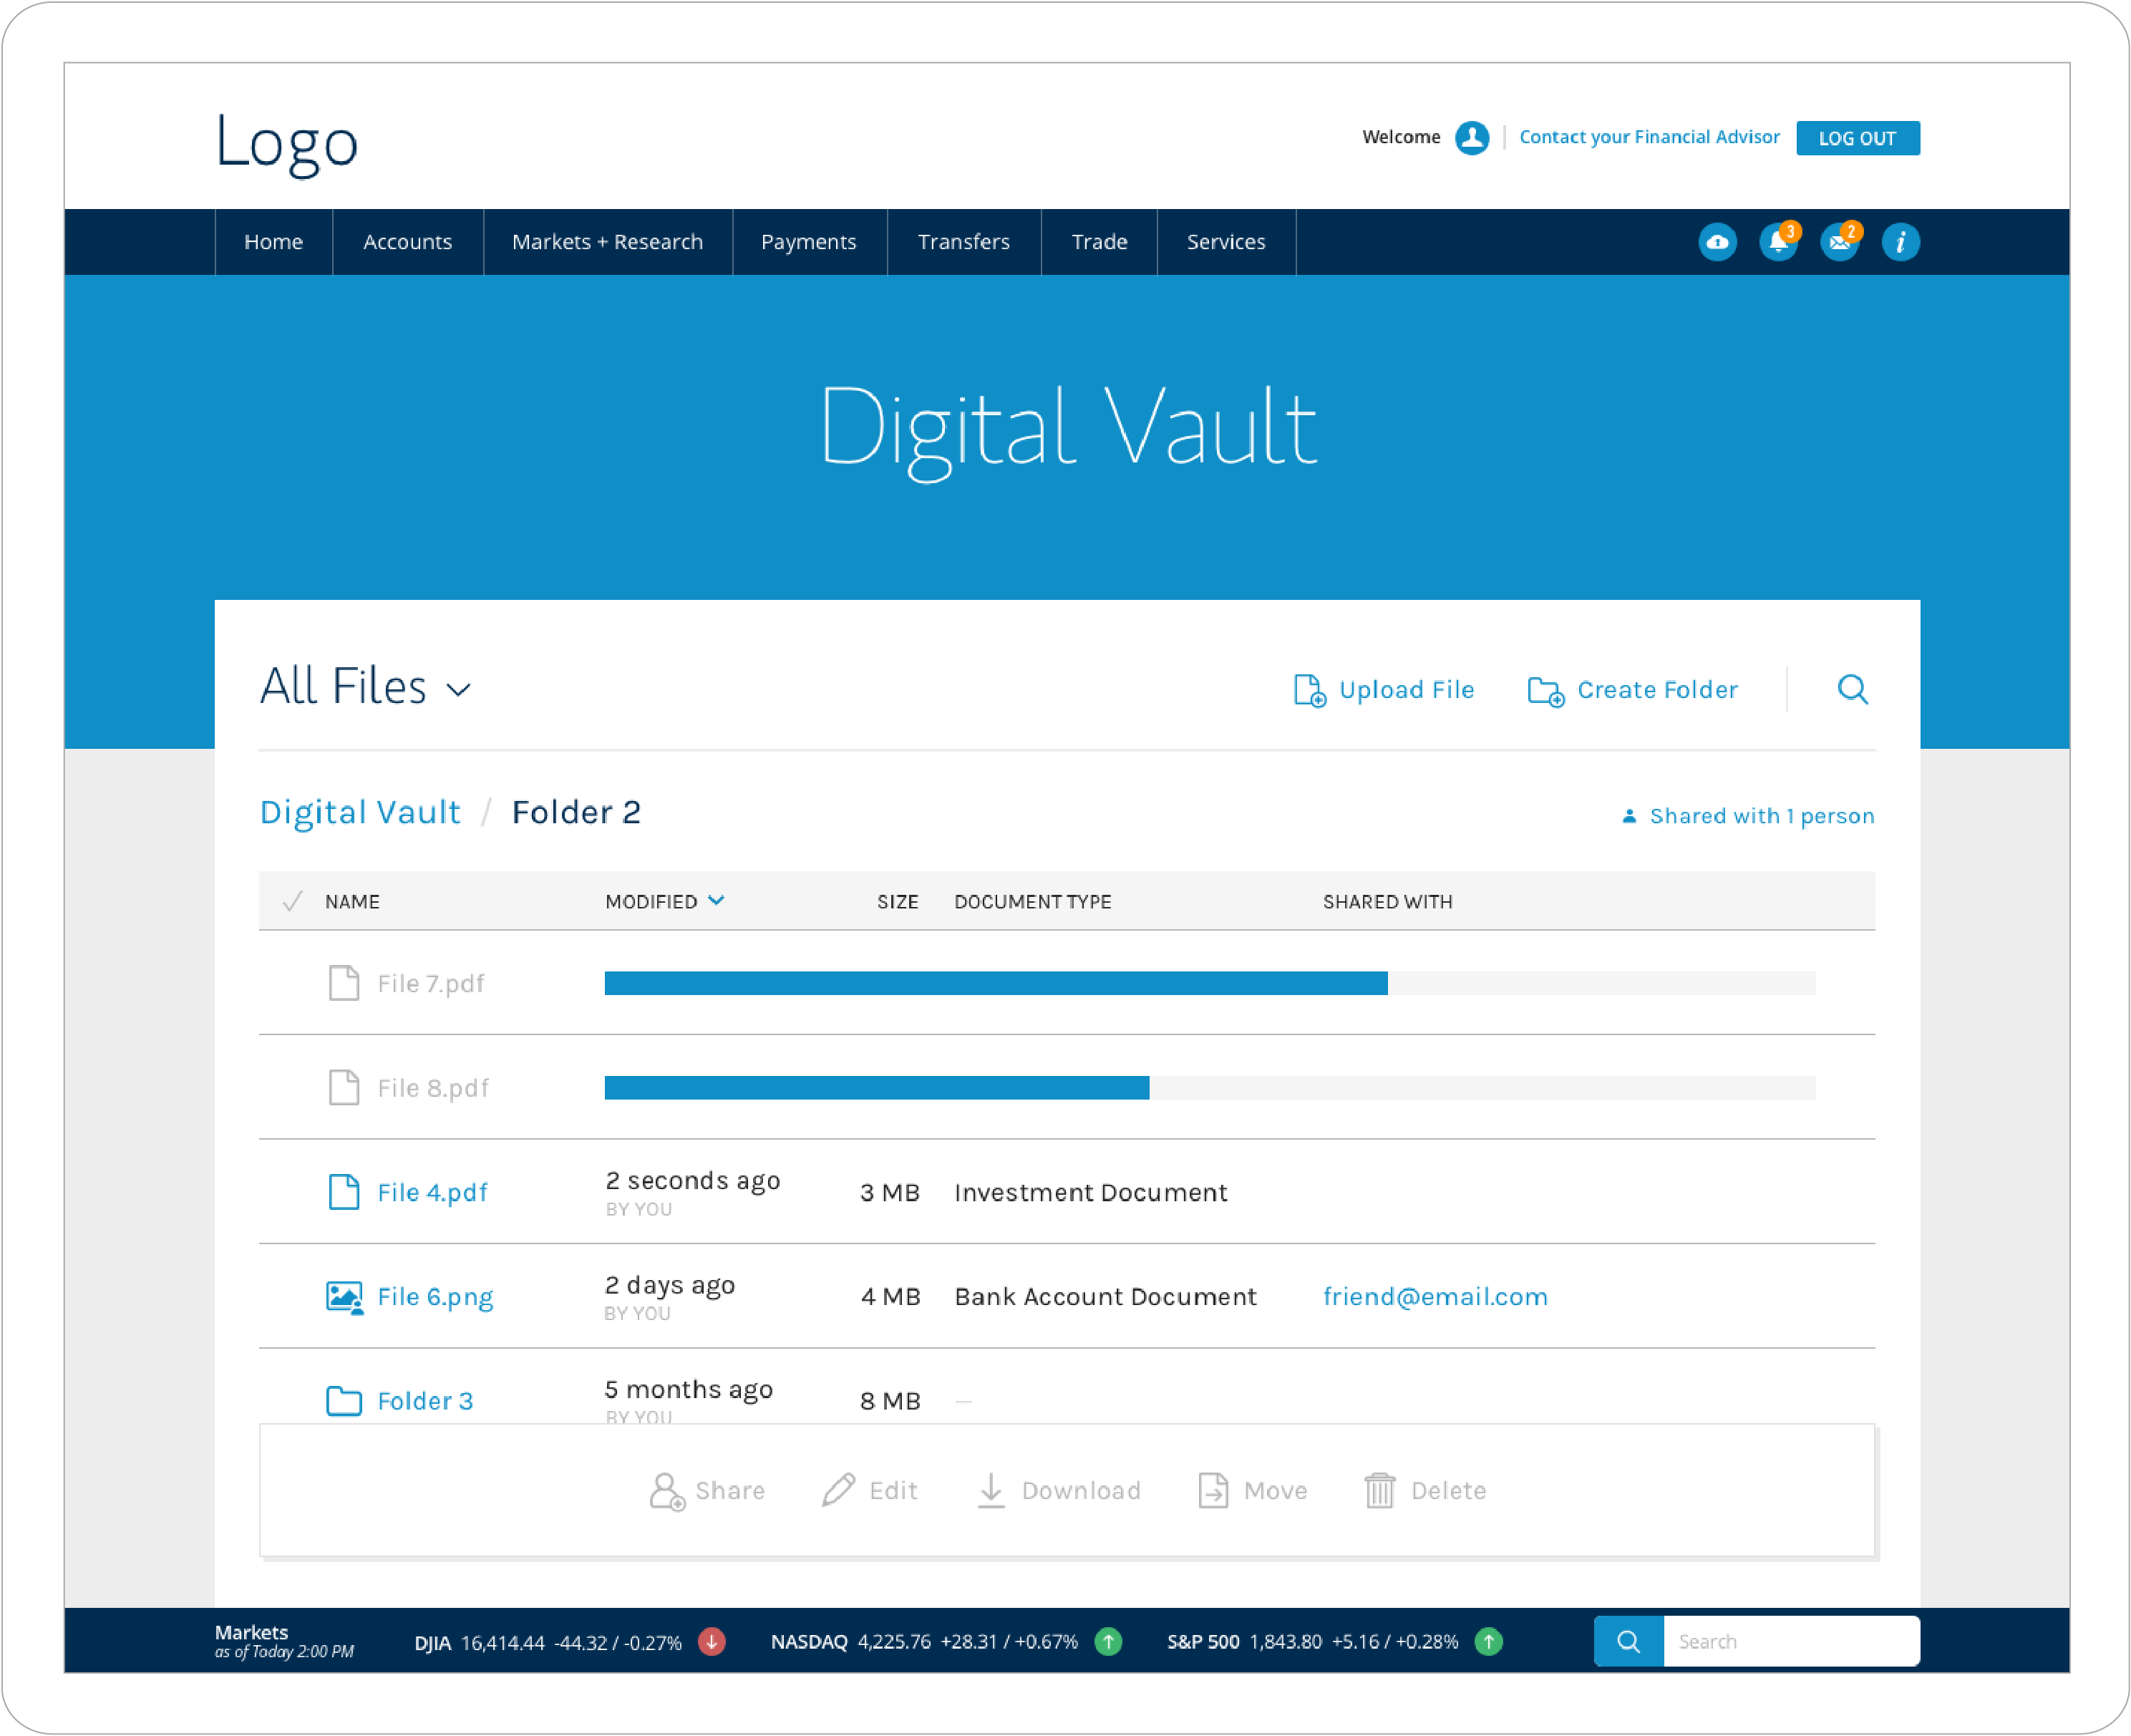 Logo
Welcome Contact your Financial Advisor LOG OUT
Home Accounts Markets + Research Payments Transfers Trade Services 3 2 i
Digital Vault
All Files Upload File Create Folder
Digital Vault / Folder 2 Shared with 1 person
NAME MODIFIED SIZE DOCUMENT TYPE SHARED WITH
File 7.pdf
File 8.pdf
File 4.pdf 2 seconds ago 3 MB Investment Document
BY YOU
File 6.png 2 days ago 4 MB Bank Account Document friend@email.com
BY YOU
Folder 3 5 months ago 8 MB —
BY YOU
Share Edit Download Move Delete
Markets
as of Today 2:00 PM
DJIA 16,414.44 -44.32 / -0.27% NASDAQ 4,225.76 +28.31 / +0.67% S&P 500 1,843.80 +5.16 / +0.28% Search